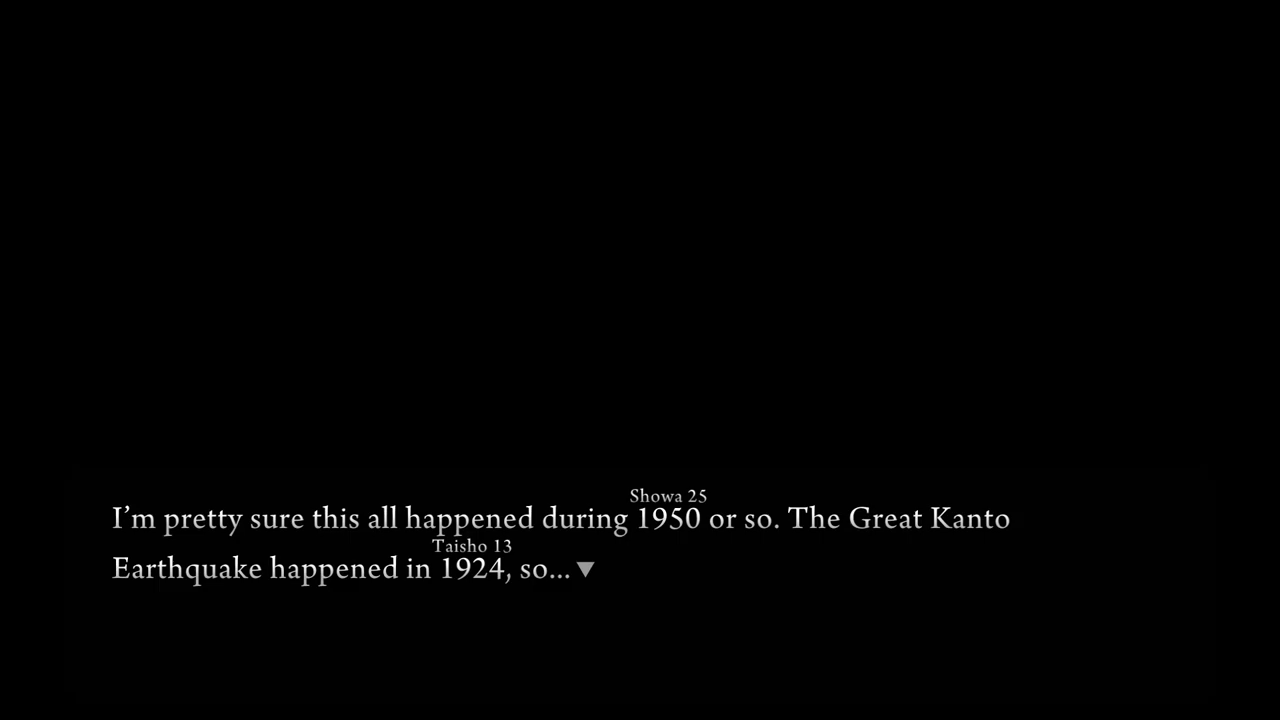 Showa 25
I’m pretty sure this all happened during 1950 or so. The Great Kanto
Taisho 13
Earthquake happened in 1924, so...▼